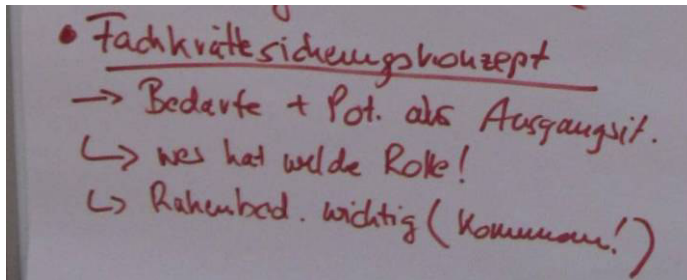 • Fachkräftesicherungskonzept
→ Bedarfe + Pot. als Ausgangsit.
↳ wer hat welche Rolle!
↳ Rahmenbed. wichtig (Kommunen!)